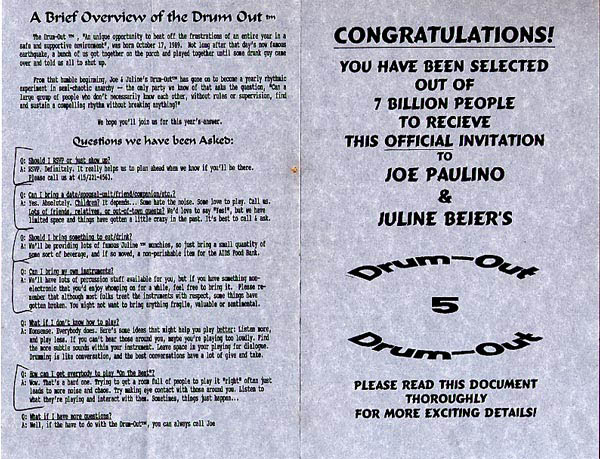 A Brief Overview of the Drum Out tm
The Drum-Out ™ , "An unique opportunity to beat off the frustrations of an entire year in a
safe and supportive environment", was born October 17, 1989. Not long after that day's now famous
earthquake, a bunch of us got together on the porch and played together until some drunk guy came
over and told us all to shut up.
From that humble beginning, Joe & Juline's Drum-Out™ has gone on to become a yearly rhythmic
experiment in semi-chaotic anarchy -- the only party we know of that asks the question, "Can a
large group of people who don't necessarily know each other, without rules or supervision, find
and sustain a compelling rhythm without breaking anything?"
We hope you'll join us for this year's answer.
Questions we have been Asked:
Q: Should I RSVP or just show up?
A: RSVP. Definitely. It really helps us to plan ahead when we know if you'll be there.
Please call us at 415/221-4563.
Q: Can I bring a date/spousal-unit/friend/companion/etc.?
A: Yes. Absolutely. Children? It depends... Some hate the noise. Some love to play. Call us.
Lots of friends, relatives, or out-of-town guests? We'd love to say "Yes!", but we have
limited space and things have gotten a little crazy in the past. It's best to call & ask.
Q: Should I bring something to eat/drink?
A: We'll be providing lots of famous Juline ™ munchies, so just bring a small quantity of
some sort of beverage, and if so moved, a non-perishable item for the AIDS Food Bank.
Q: Can I bring my own instruments?
A: We'll have lots of percussion stuff available for you, but if you have something non-
electronic that you'd enjoy whomping on for a while, feel free to bring it. Please re-
member that although most folks treat the instruments with respect, some things have
gotten broken. You might not want to bring anything fragile, valuable or sentimental.
Q: What if I don't know how to play?
A: Nonsense. Everybody does. Here's some ideas that might help you play better: Listen more,
and play less. If you can't hear those around you, maybe you're playing too loudly. Find
the more subtle sounds within your instrument. Leave space in your playing for dialogue.
Drumming is like conversation, and the best conversations have a lot of give and take.
Q: How can I get everybody to play "On the Beat"?
A: Wow. That's a hard one. Trying to get a room full of people to play it "right" often just
leads to more noise and chaos. Try making eye contact with those around you. Listen to
what they're playing and interact with them. Sometimes, things just happen...
Q: What if I have more questions?
A: Well, if the have to do with the Drum-Out™, you can always call Joe
CONGRATULATIONS!
YOU HAVE BEEN SELECTED
OUT OF
7 BILLION PEOPLE
TO RECIEVE
THIS OFFICIAL INVITATION
TO
JOE PAULINO
&
JULINE BEIER'S
Drum-Out
5
Drum-Out
PLEASE READ THIS DOCUMENT
THOROUGHLY
FOR MORE EXCITING DETAILS!